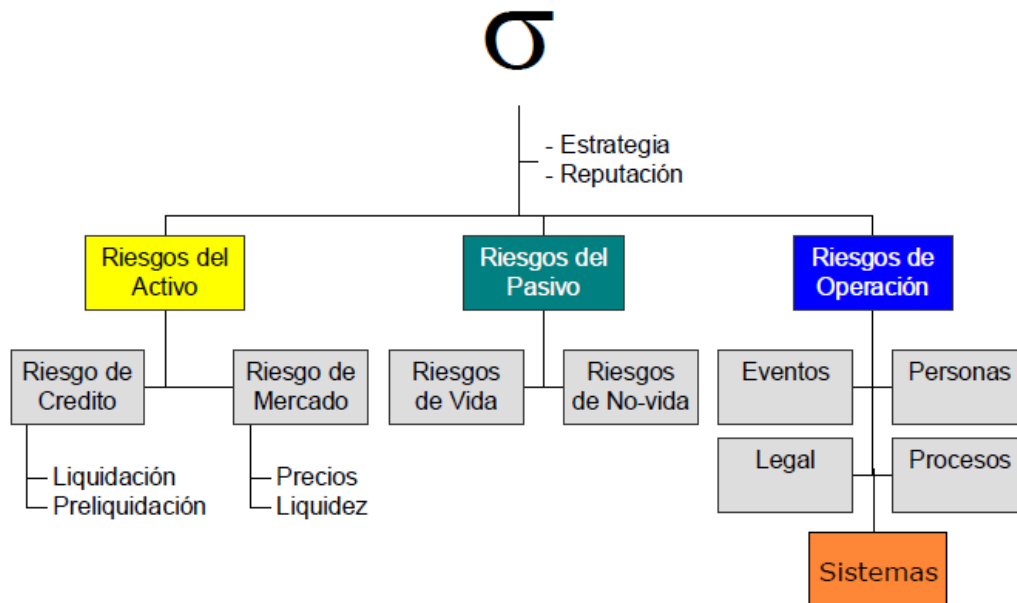 σ
- Estrategia
- Reputación
Riesgos del
Activo
Riesgos del
Pasivo
Riesgos de
Operación
Riesgo de
Credito
Riesgo de
Mercado
Riesgos
de Vida
Riesgos
de No-vida
Eventos
Personas
Liquidación
Preliquidación
Precios
Liquidez
Legal
Procesos
Sistemas